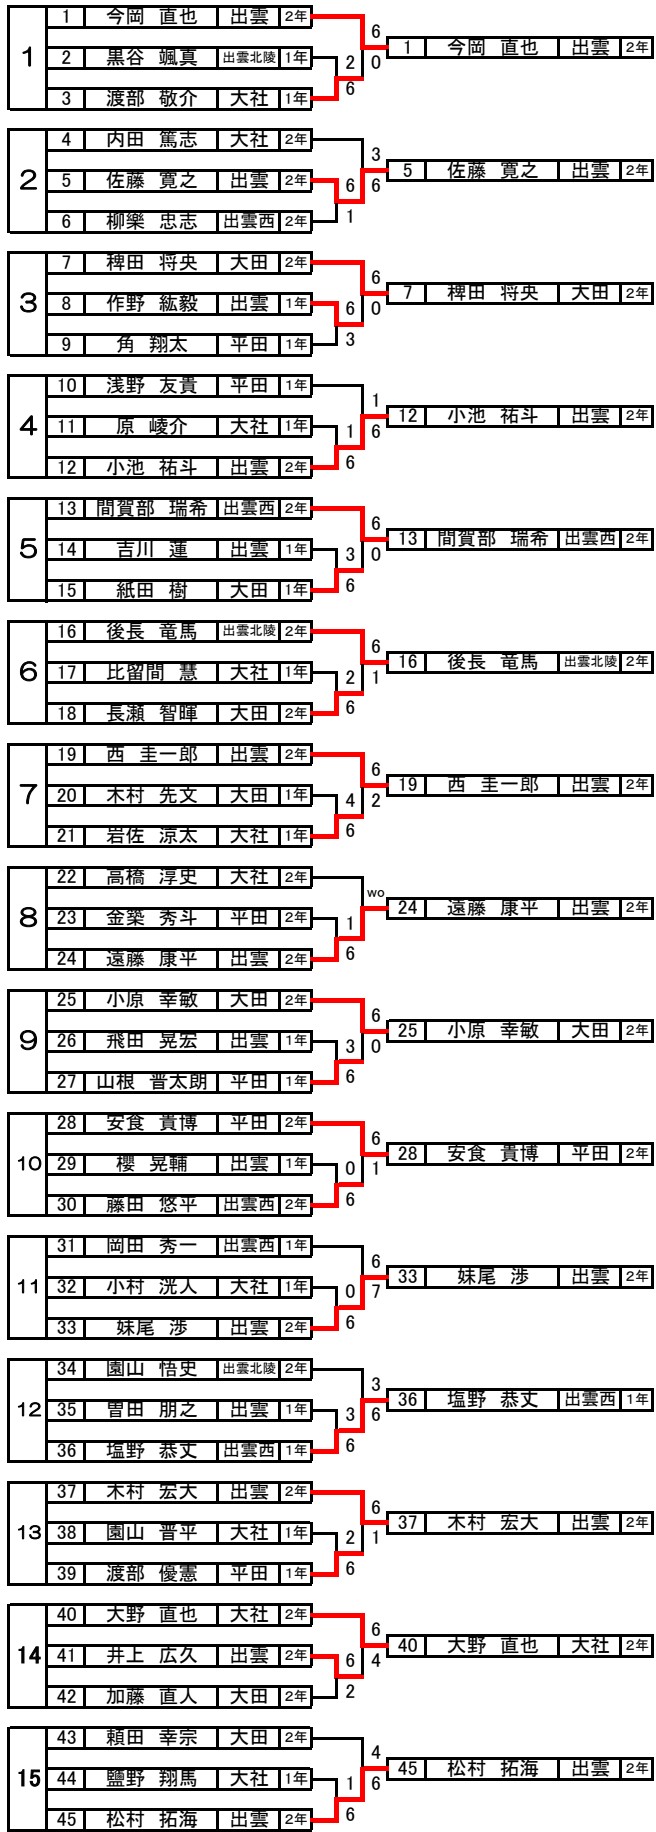 1 今岡 直也 出雲 2年
6
1 今岡 直也 出雲 2年
1
2 黒谷 颯真 出雲北陵 1年
2 0
3 渡部 敬介 大社 1年
6
4 内田 篤志 大社 2年
3
5 佐藤 寛之 出雲 2年
2
5 佐藤 寛之 出雲 2年
6 6
6 柳樂 忠志 出雲西 2年
1
7 稗田 将央 大田 2年
6
7 稗田 将央 大田 2年
3
8 作野 紘毅 出雲 1年
6 0
9 角 翔太 平田 1年
3
10 浅野 友貴 平田 1年
1
12 小池 祐斗 出雲 2年
4
11 原 崚介 大社 1年
1 6
12 小池 祐斗 出雲 2年
6
13 間賀部 瑞希 出雲西 2年
6
13 間賀部 瑞希 出雲西 2年
5
14 吉川 蓮 出雲 1年
3 0
15 紙田 樹 大田 1年
6
16 後長 竜馬 出雲北陵 2年
6
16 後長 竜馬 出雲北陵 2年
6
17 比留間 慧 大社 1年
2 1
18 長瀬 智暉 大田 2年
6
19 西 圭一郎 出雲 2年
6
19 西 圭一郎 出雲 2年
7
20 木村 先文 大田 1年
4 2
21 岩佐 涼太 大社 1年
6
22 高橋 淳史 大社 2年
wo
24 遠藤 康平 出雲 2年
8
23 金築 秀斗 平田 2年
1
24 遠藤 康平 出雲 2年
6
25 小原 幸敏 大田 2年
6
25 小原 幸敏 大田 2年
9
26 飛田 晃宏 出雲 1年
3 0
27 山根 晋太朗 平田 1年
6
28 安食 貴博 平田 2年
6
28 安食 貴博 平田 2年
10
29 櫻 晃輔 出雲 1年
0 1
30 藤田 悠平 出雲西 2年
6
31 岡田 秀一 出雲西 1年
6
33 妹尾 渉 出雲 2年
11
32 小村 洸人 大社 1年
0 7
33 妹尾 渉 出雲 2年
6
34 園山 悟史 出雲北陵 2年
3
36 塩野 恭丈 出雲西 1年
12
35 曽田 朋之 出雲 1年
3 6
36 塩野 恭丈 出雲西 1年
6
37 木村 宏大 出雲 2年
6
37 木村 宏大 出雲 2年
13
38 園山 晋平 大社 1年
2 1
39 渡部 優憲 平田 1年
6
40 大野 直也 大社 2年
6
40 大野 直也 大社 2年
14
41 井上 広久 出雲 2年
6 4
42 加藤 直人 大田 2年
2
43 頼田 幸宗 大田 2年
4
45 松村 拓海 出雲 2年
15
44 鹽野 翔馬 大社 1年
1 6
45 松村 拓海 出雲 2年
6